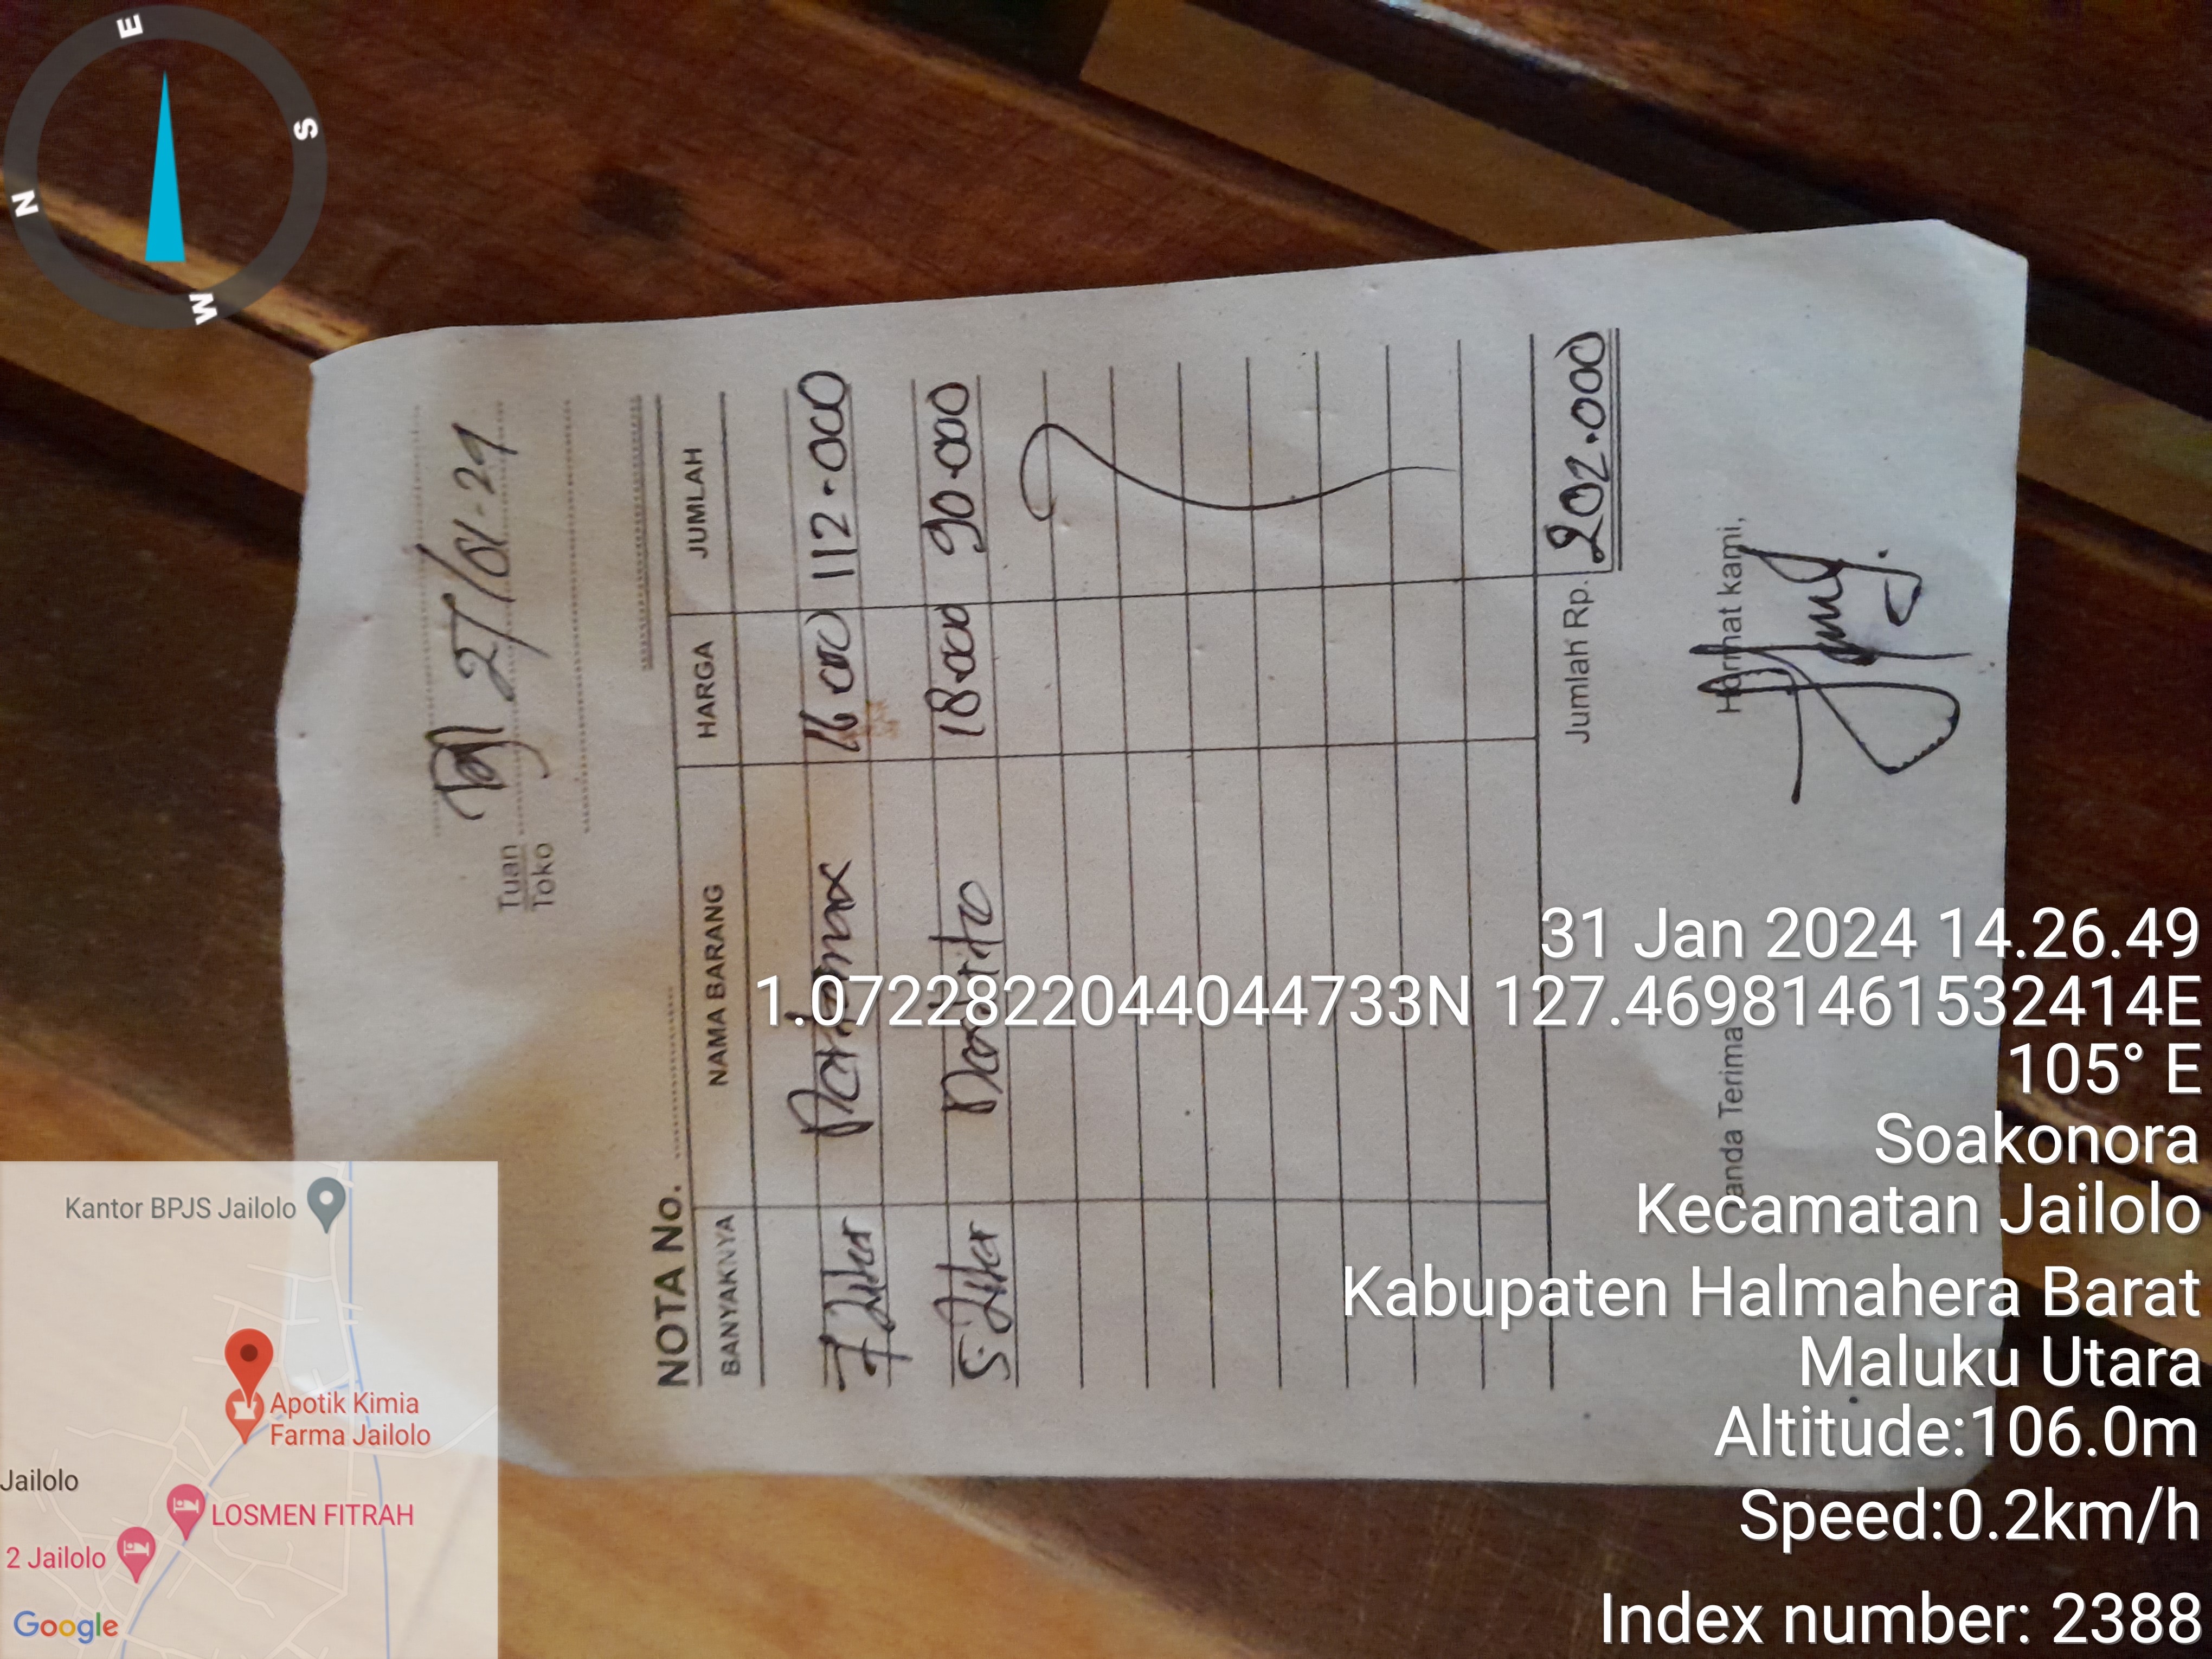 E
S
N
W
Tgl 27/01-24
Tuan
Toko
NOTA No.
BANYAKNYA NAMA BARANG HARGA JUMLAH
7 Liter Pertamax 16.000 112.000
5 Liter 18.000 90.000
Jumlah Rp. 202.000
anda Terima Hormat kami,
31 Jan 2024 14.26.49
1.0722822044044733N 127.46981461532414E
105° E
Soakonora
Kecamatan Jailolo
Kabupaten Halmahera Barat
Maluku Utara
Altitude:106.0m
Speed:0.2km/h
Index number: 2388
Kantor BPJS Jailolo
Apotik Kimia
Farma Jailolo
Jailolo
LOSMEN FITRAH
2 Jailolo
Google